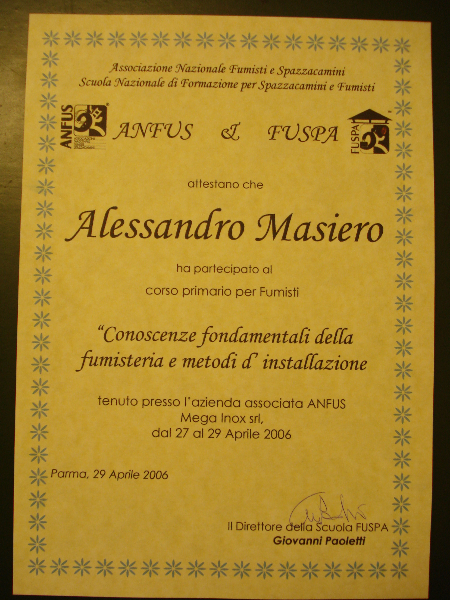 Associazione Nazionale Fumisti e Spazzacamini
Scuola Nazionale di Formazione per Spazzacamini e Fumisti
ANFUS
ANFUS & FUSPA
FUSPA
attestano che
Alessandro Masiero
ha partecipato al
corso primario per Fumisti
"Conoscenze fondamentali della
fumisteria e metodi d' installazione
tenuto presso l'azienda associata ANFUS
Mega Inox srl,
dal 27 al 29 Aprile 2006
Parma, 29 Aprile 2006
Il Direttore della Scuola FUSPA
Giovanni Paoletti